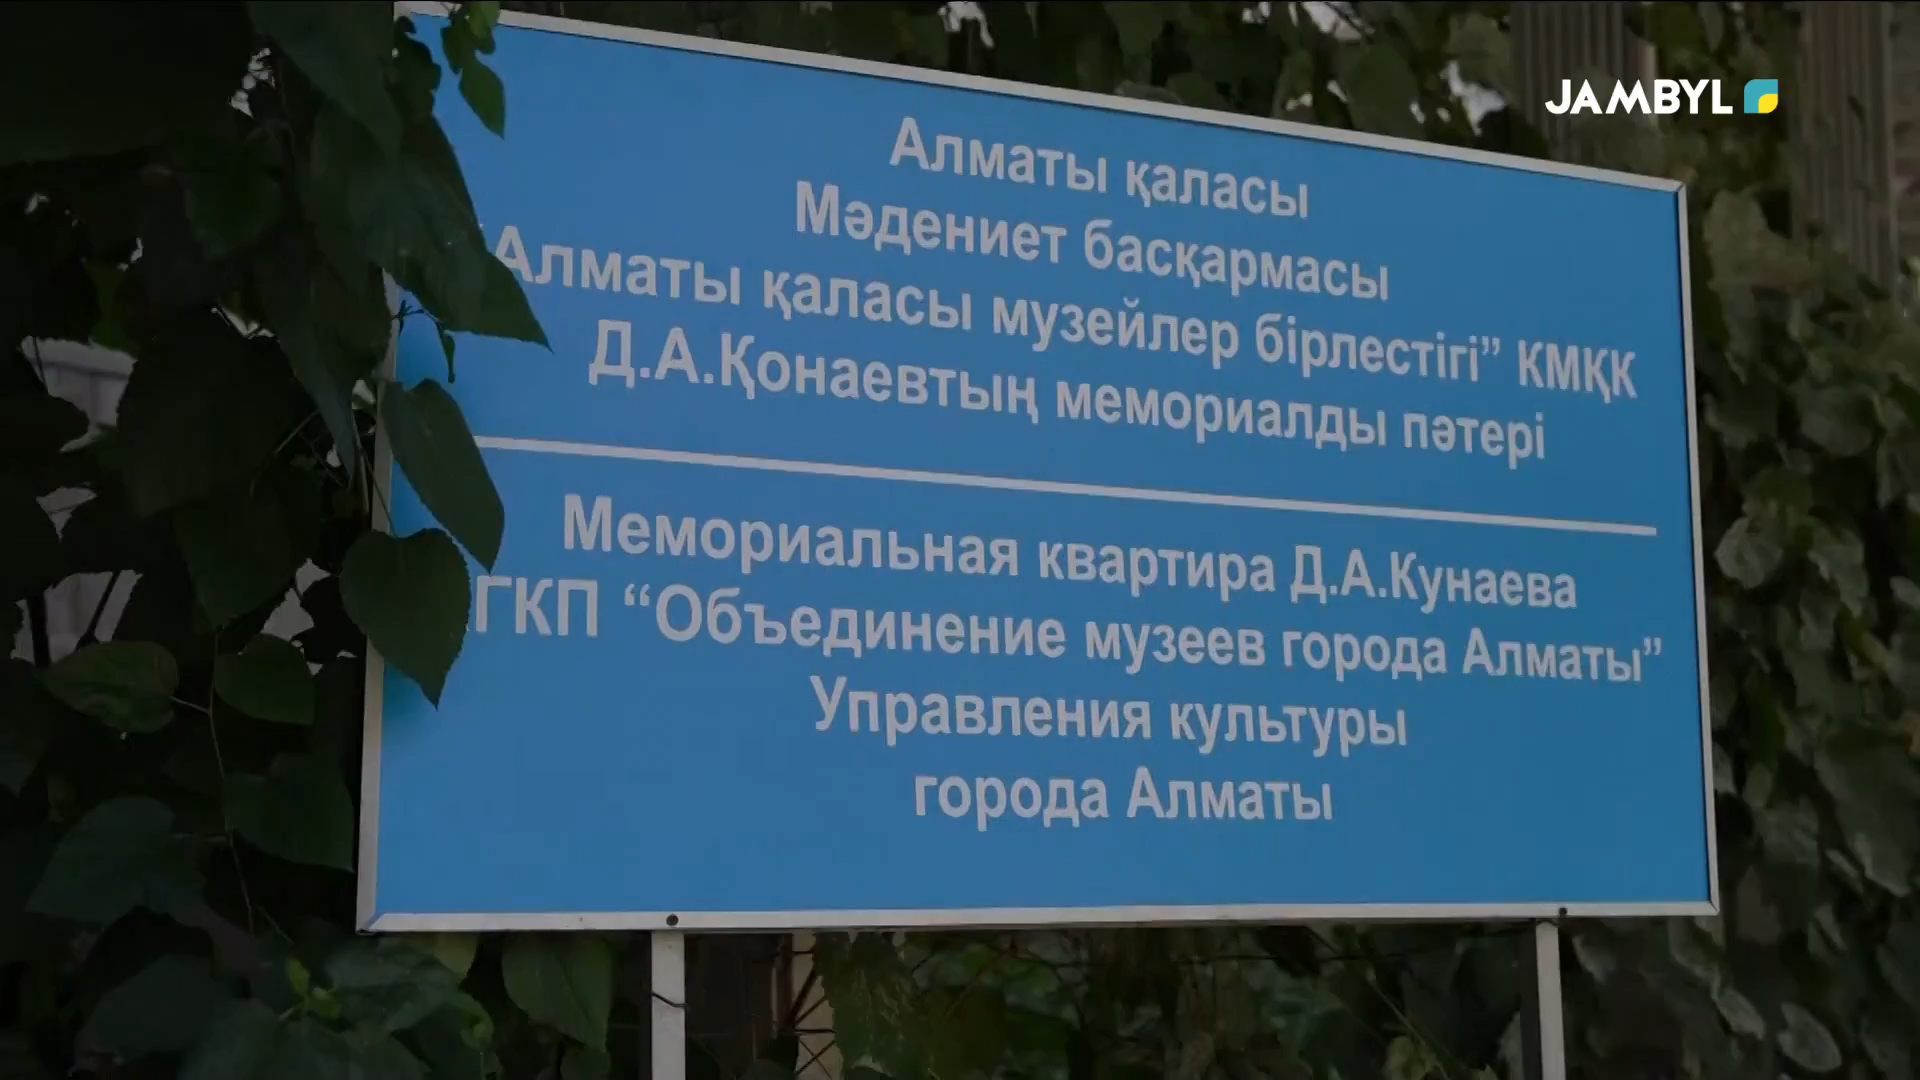 JAMBYL
Алматы қаласы
Мәдениет басқармасы
“Алматы қаласы музейлер бірлестігі” КМҚК
Д.А.Қонаевтың мемориалды пәтері
Мемориальная квартира Д.А.Кунаева
ГКП “Объединение музеев города Алматы”
Управления культуры
города Алматы